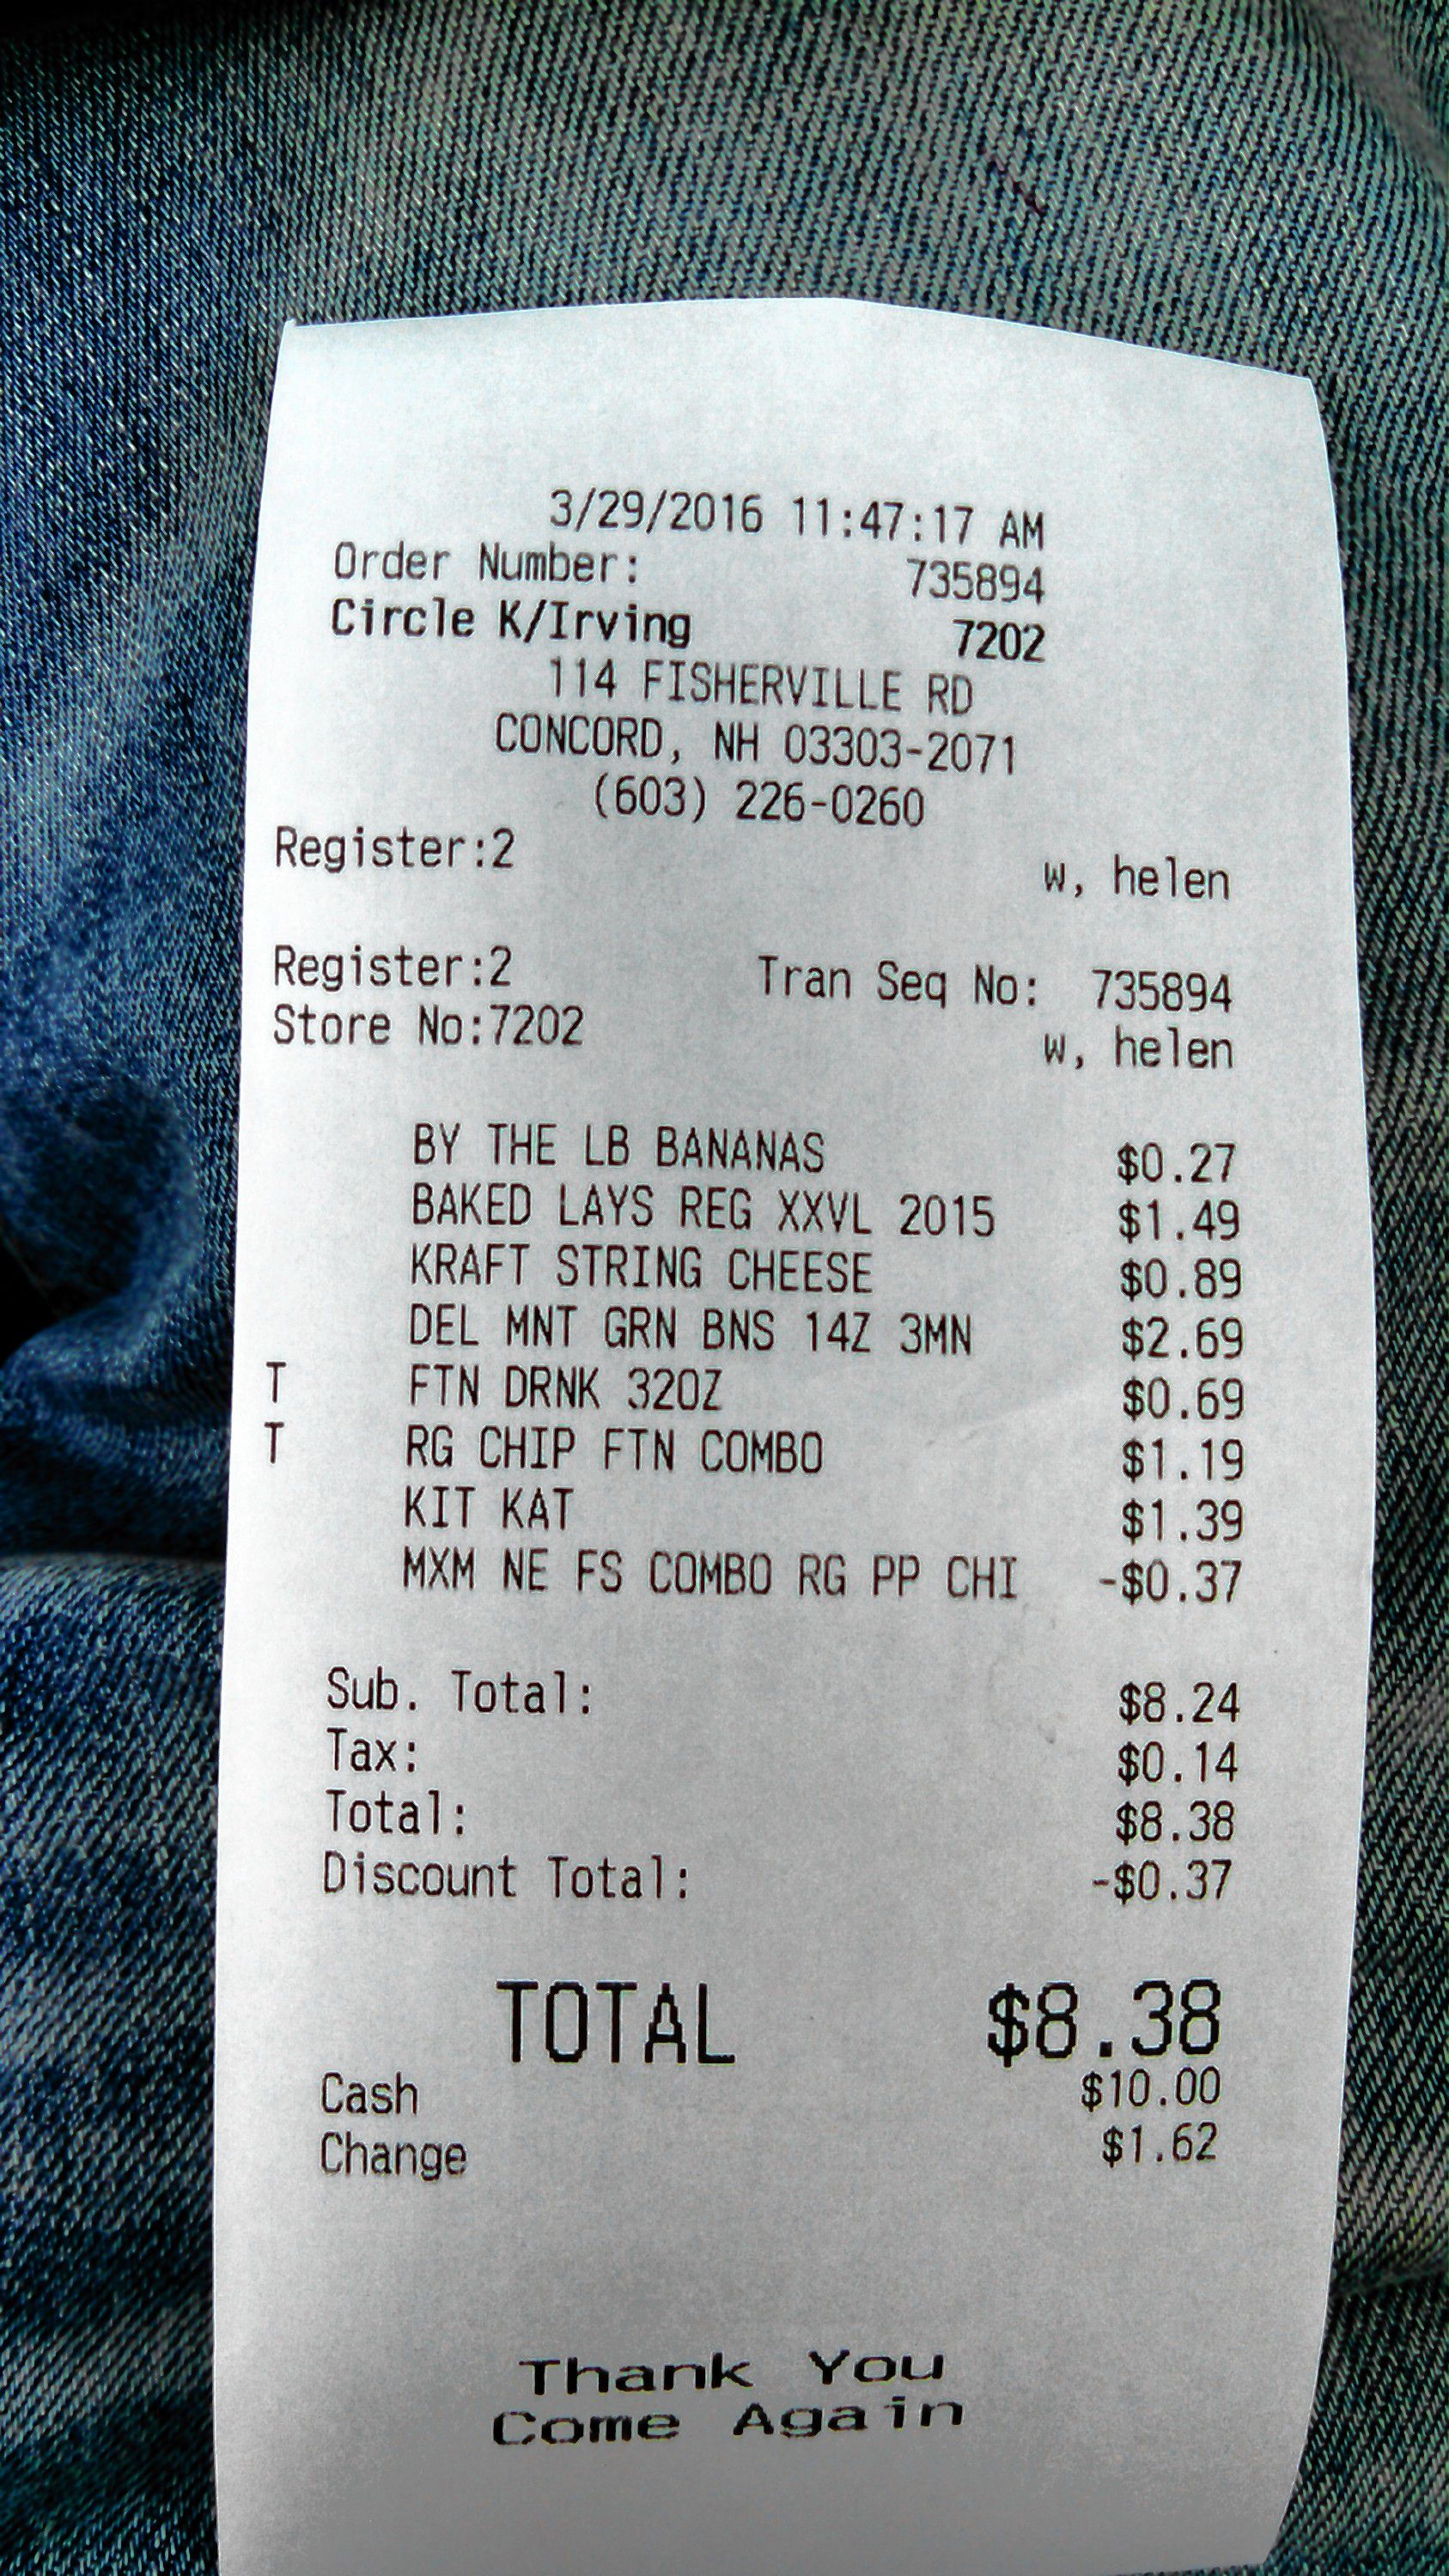 3/29/2016 11:47:17 AM
Order Number: 735894
Circle K/Irving 7202
114 FISHERVILLE RD
CONCORD, NH 03303-2071
(603) 226-0260
Register:2 w, helen
Register:2 Tran Seq No: 735894
Store No:7202 w, helen
BY THE LB BANANAS $0.27
BAKED LAYS REG XXVL 2015 $1.49
KRAFT STRING CHEESE $0.89
DEL MNT GRN BNS 14Z 3MN $2.69
T FTN DRNK 32OZ $0.69
T RG CHIP FTN COMBO $1.19
KIT KAT $1.39
MXM NE FS COMBO RG PP CHI -$0.37
Sub. Total: $8.24
Tax: $0.14
Total: $8.38
Discount Total: -$0.37
TOTAL $8.38
Cash $10.00
Change $1.62
Thank You
Come Again